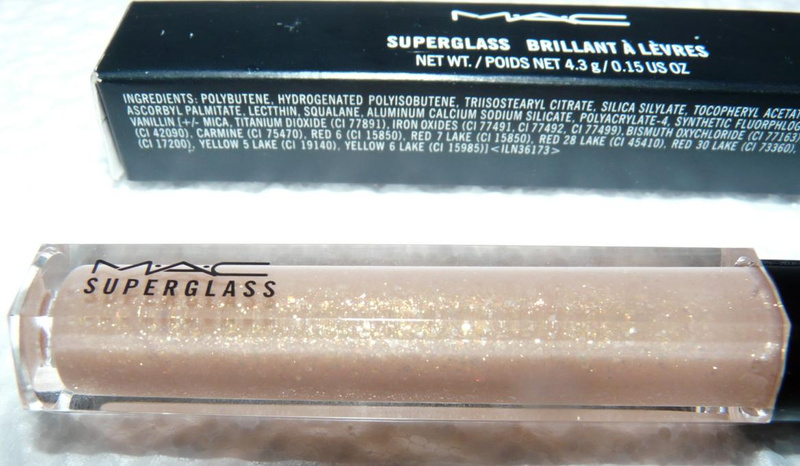 M·A·C
SUPERGLASS BRILLANT À LÈVRES
NET WT. / POIDS NET 4.3 g / 0.15 US OZ
INGREDIENTS: POLYBUTENE, HYDROGENATED POLYISOBUTENE, TRIISOSTEARYL CITRATE, SILICA SILYLATE, TOCOPHERYL ACETAT
ASCORBYL PALMITATE, LECTTHIN, SQUALANE, ALUMINUM CALCIUM SODIUM SILICATE, POLYACRYLATE-4, SYNTHETIC FLUORPHLOG
VANILLIN [+/- MICA, TITANIUM DIOXIDE (CI 77891), IRON OXIDES (CI 77491, CI 77492, CI 77499), BISMUTH OXYCHLORIDE (CI 77163)
(CI 42090), CARMINE (CI 75470), RED 6 (CI 15850), RED 7 LAKE (CI 15850), RED 28 LAKE (CI 45410), RED 30 LAKE (CI 73360),
(CI 17200), YELLOW 5 LAKE (CI 19140), YELLOW 6 LAKE (CI 15985)] <ILN36173>
M·A·C
SUPERGLASS